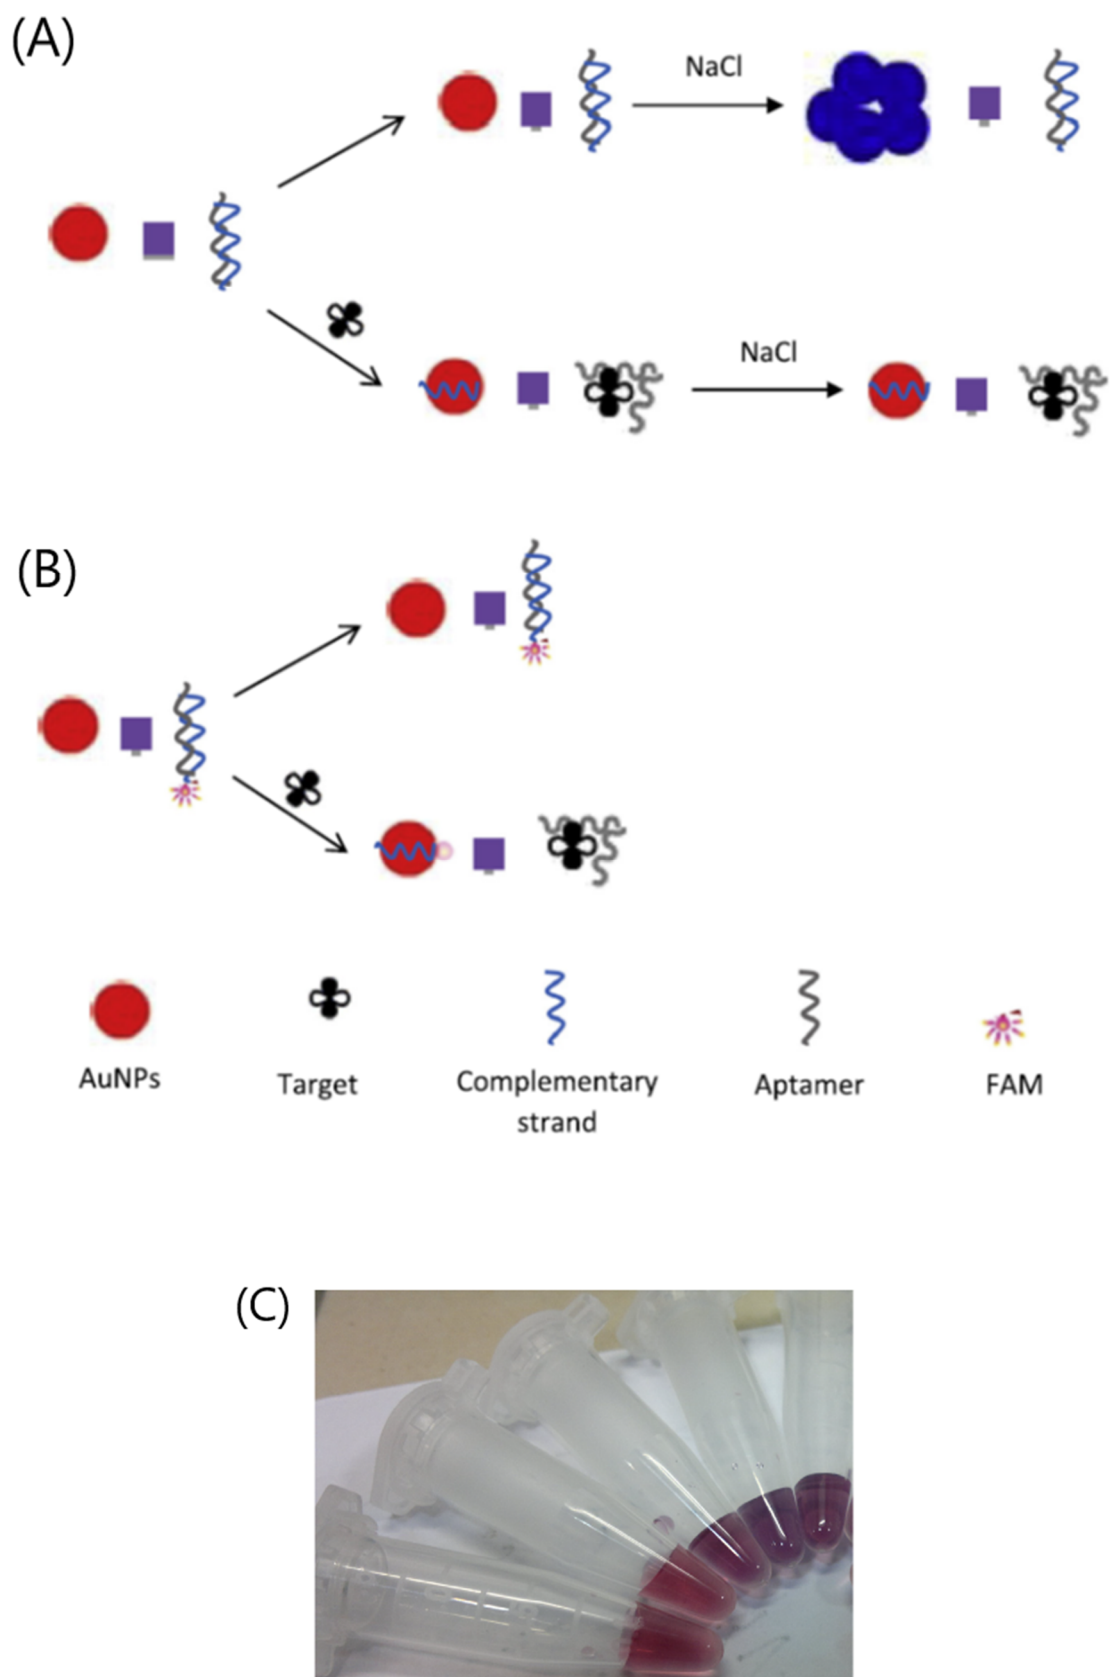 (A)
NaCl
NaCl
(B)
AuNPs
Target
Complementary
strand
Aptamer
FAM
(C)